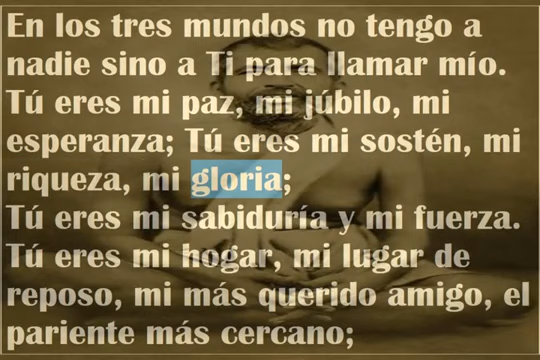 En los tres mundos no tengo a
nadie sino a Ti para llamar mío.
Tú eres mi paz, mi júbilo, mi
esperanza; Tú eres mi sostén, mi
riqueza, mi gloria;
Tú eres mi sabiduría y mi fuerza.
Tú eres mi hogar, mi lugar de
reposo, mi más querido amigo, el
pariente más cercano;